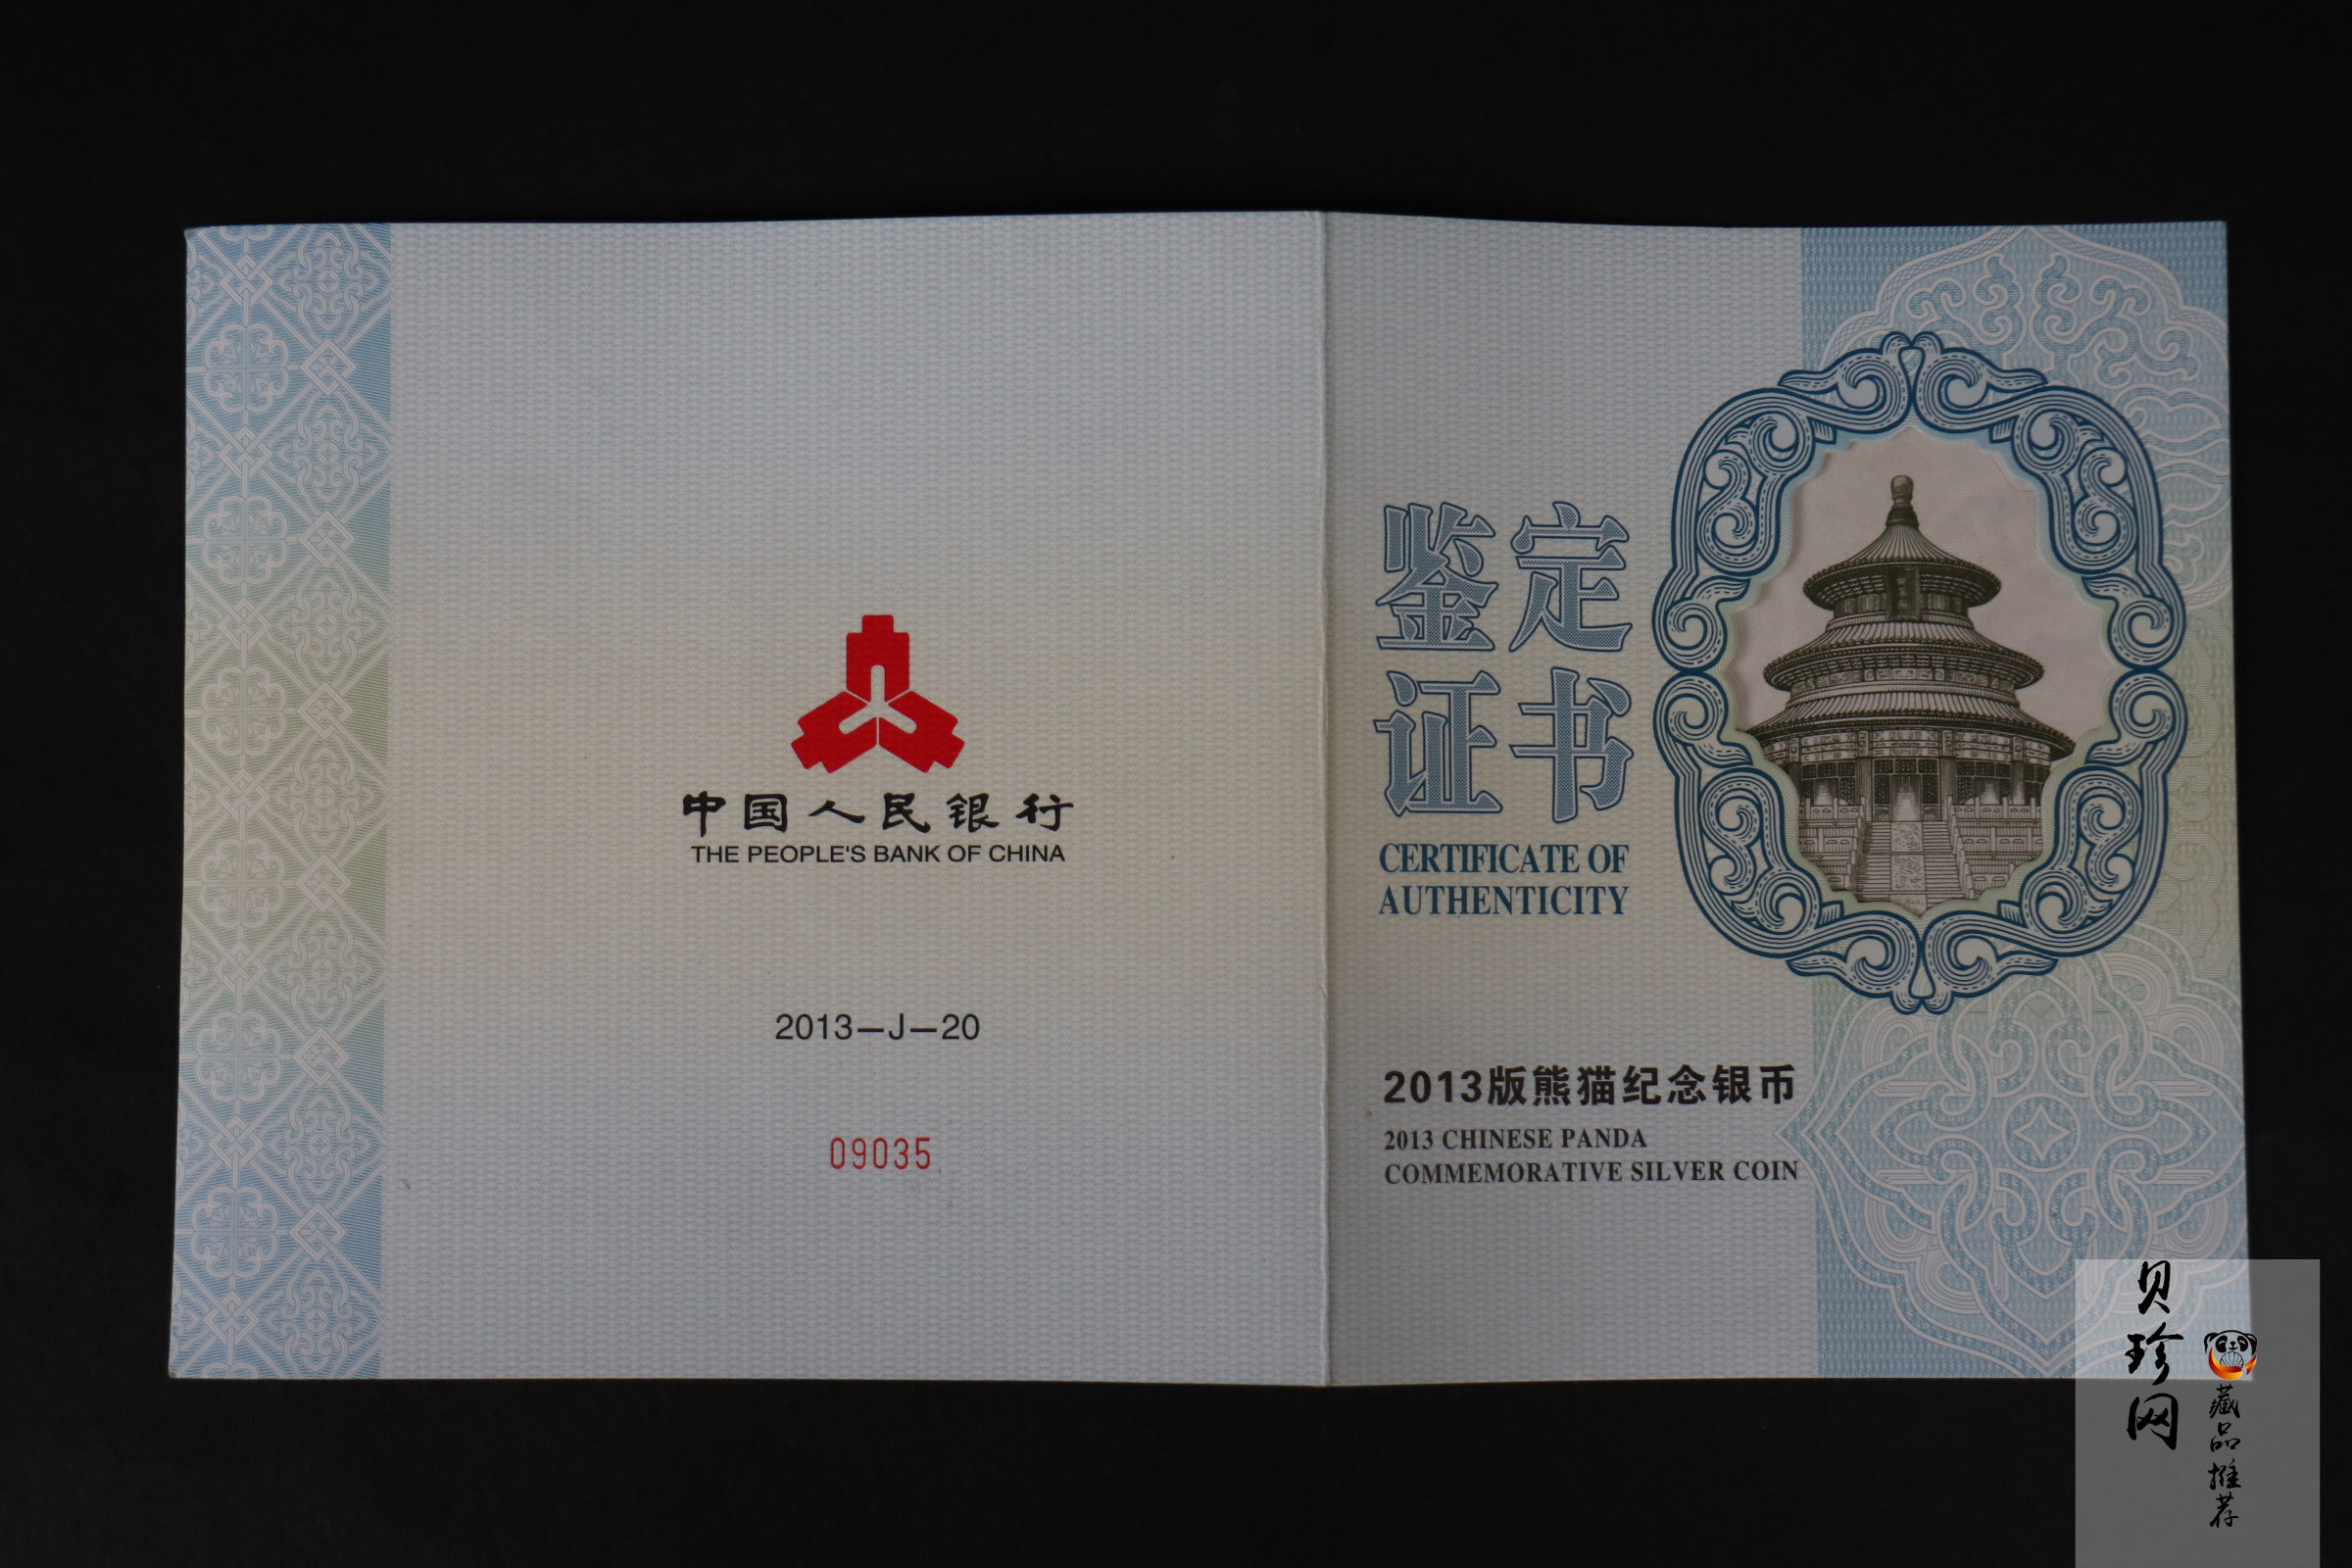 中国人民银行
THE PEOPLE'S BANK OF CHINA
2013—J—20
09035
鉴定
证书
CERTIFICATE OF
AUTHENTICITY
2013版熊猫纪念银币
2013 CHINESE PANDA
COMMEMORATIVE SILVER COIN
贝珍网
藏品推荐